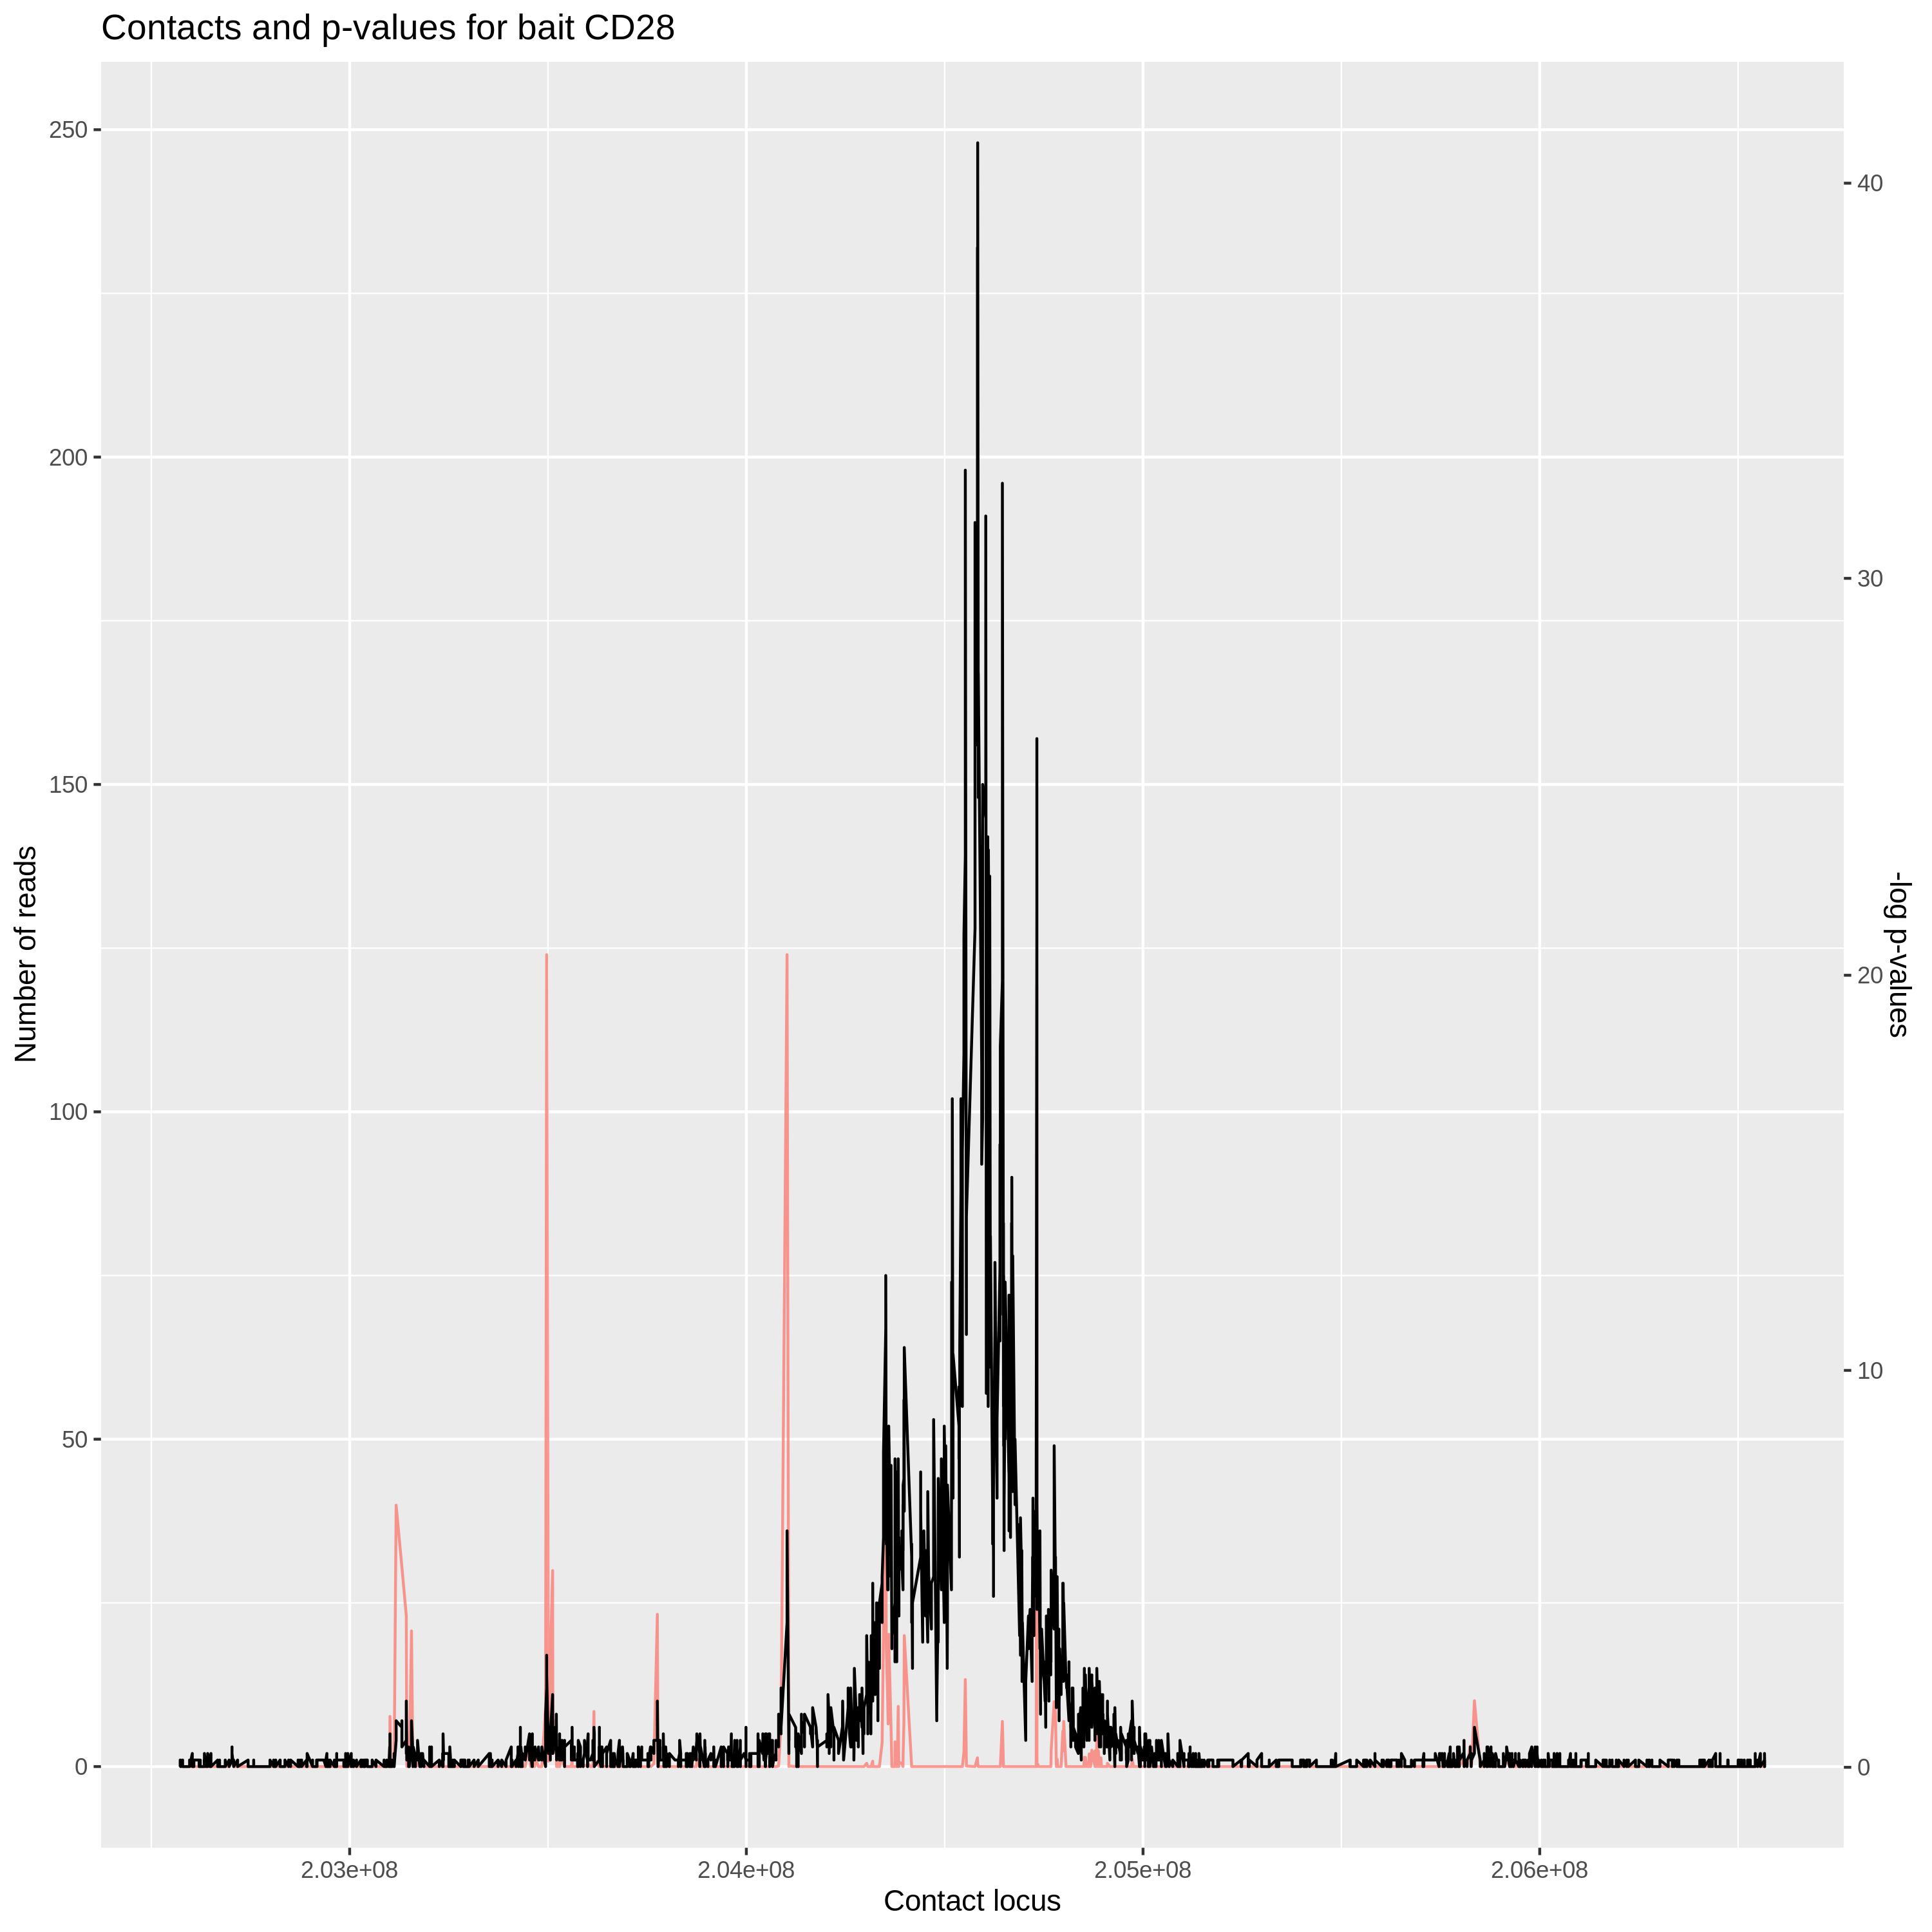 Contacts and p-values for bait CD28
250
200
150
100
50
0
Number of reads
40
30
20
10
0
-log p-values
2.03e+08
2.04e+08
2.05e+08
2.06e+08
Contact locus